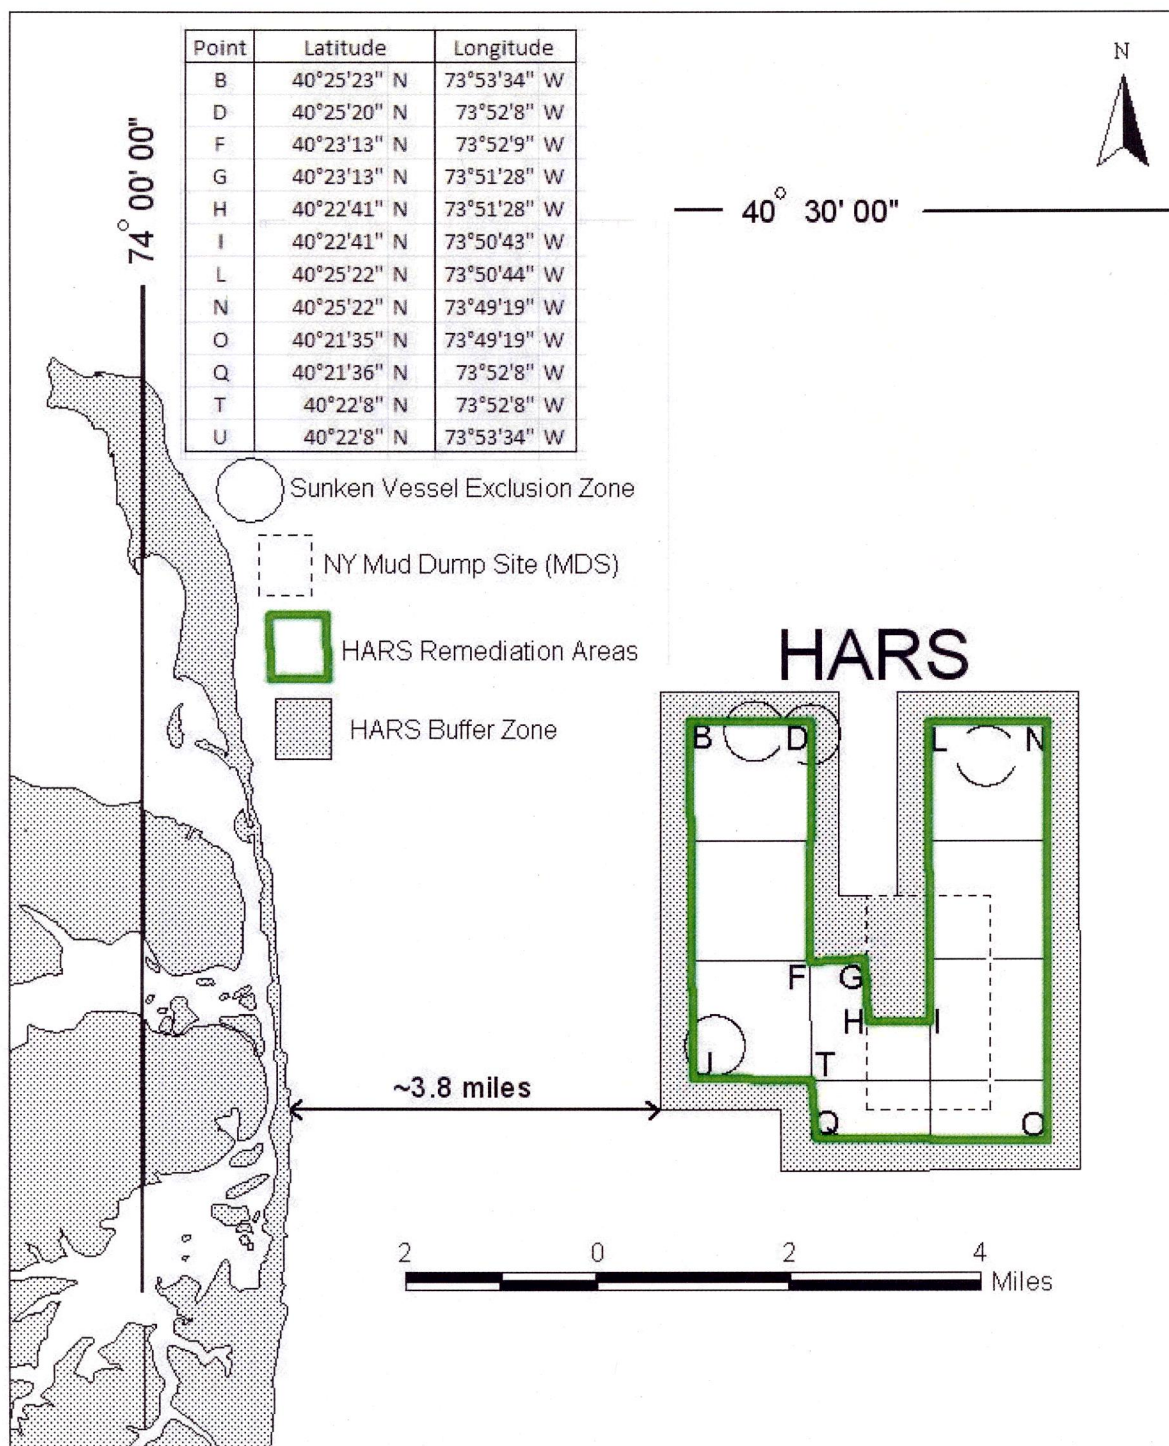 Point Latitude Longitude
B 40°25'23" N 73°53'34" W
D 40°25'20" N 73°52'8" W
F 40°23'13" N 73°52'9" W
G 40°23'13" N 73°51'28" W
H 40°22'41" N 73°51'28" W
I 40°22'41" N 73°50'43" W
L 40°25'22" N 73°50'44" W
N 40°25'22" N 73°49'19" W
O 40°21'35" N 73°49'19" W
Q 40°21'36" N 73°52'8" W
T 40°22'8" N 73°52'8" W
U 40°22'8" N 73°53'34" W
N
74° 00' 00"
40° 30' 00"
Sunken Vessel Exclusion Zone
NY Mud Dump Site (MDS)
HARS Remediation Areas
HARS Buffer Zone
HARS
B D L N
F G
H I
U T
~3.8 miles
Q O
2 0 2 4
Miles